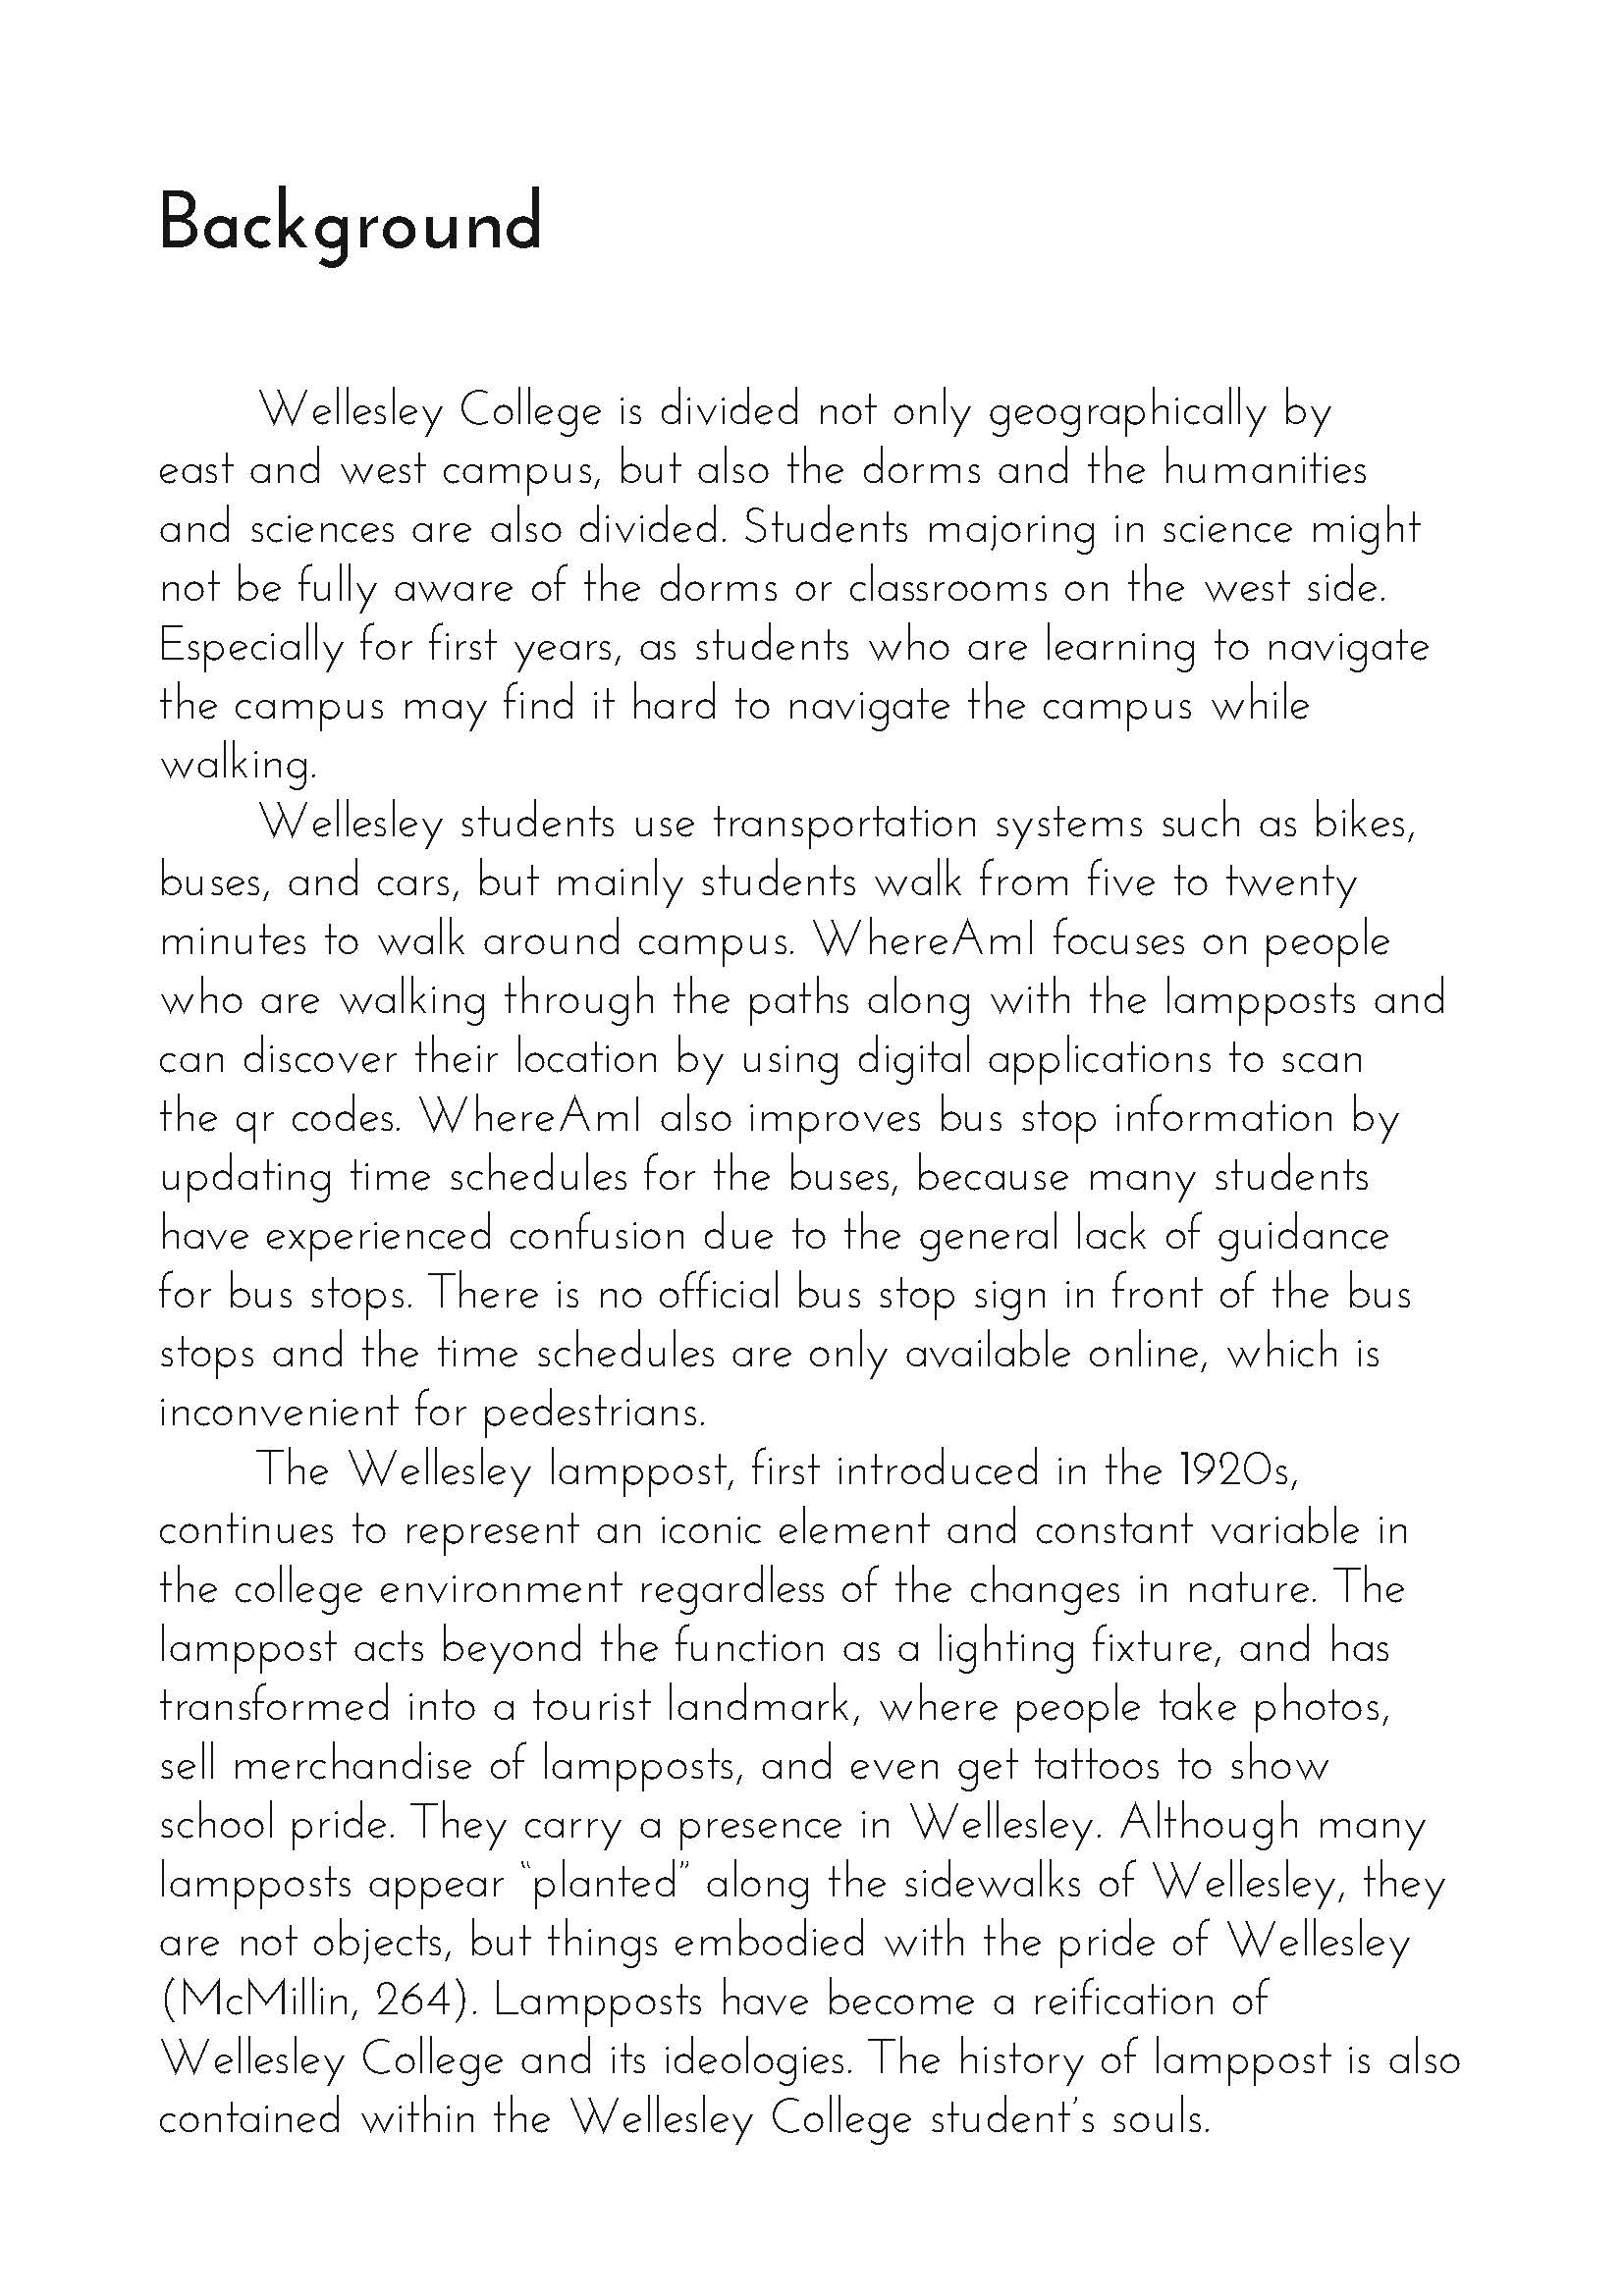 Background
Wellesley College is divided not only geographically by
east and west campus, but also the dorms and the humanities
and sciences are also divided. Students majoring in science might
not be fully aware of the dorms or classrooms on the west side.
Especially for first years, as students who are learning to navigate
the campus may find it hard to navigate the campus while
walking.
Wellesley students use transportation systems such as bikes,
buses, and cars, but mainly students walk from five to twenty
minutes to walk around campus. WhereAmI focuses on people
who are walking through the paths along with the lampposts and
can discover their location by using digital applications to scan
the qr codes. WhereAmI also improves bus stop information by
updating time schedules for the buses, because many students
have experienced confusion due to the general lack of guidance
for bus stops. There is no official bus stop sign in front of the bus
stops and the time schedules are only available online, which is
inconvenient for pedestrians.
The Wellesley lamppost, first introduced in the 1920s,
continues to represent an iconic element and constant variable in
the college environment regardless of the changes in nature. The
lamppost acts beyond the function as a lighting fixture, and has
transformed into a tourist landmark, where people take photos,
sell merchandise of lampposts, and even get tattoos to show
school pride. They carry a presence in Wellesley. Although many
lampposts appear “planted” along the sidewalks of Wellesley, they
are not objects, but things embodied with the pride of Wellesley
(McMillin, 264). Lampposts have become a reification of
Wellesley College and its ideologies. The history of lamppost is also
contained within the Wellesley College student’s souls.